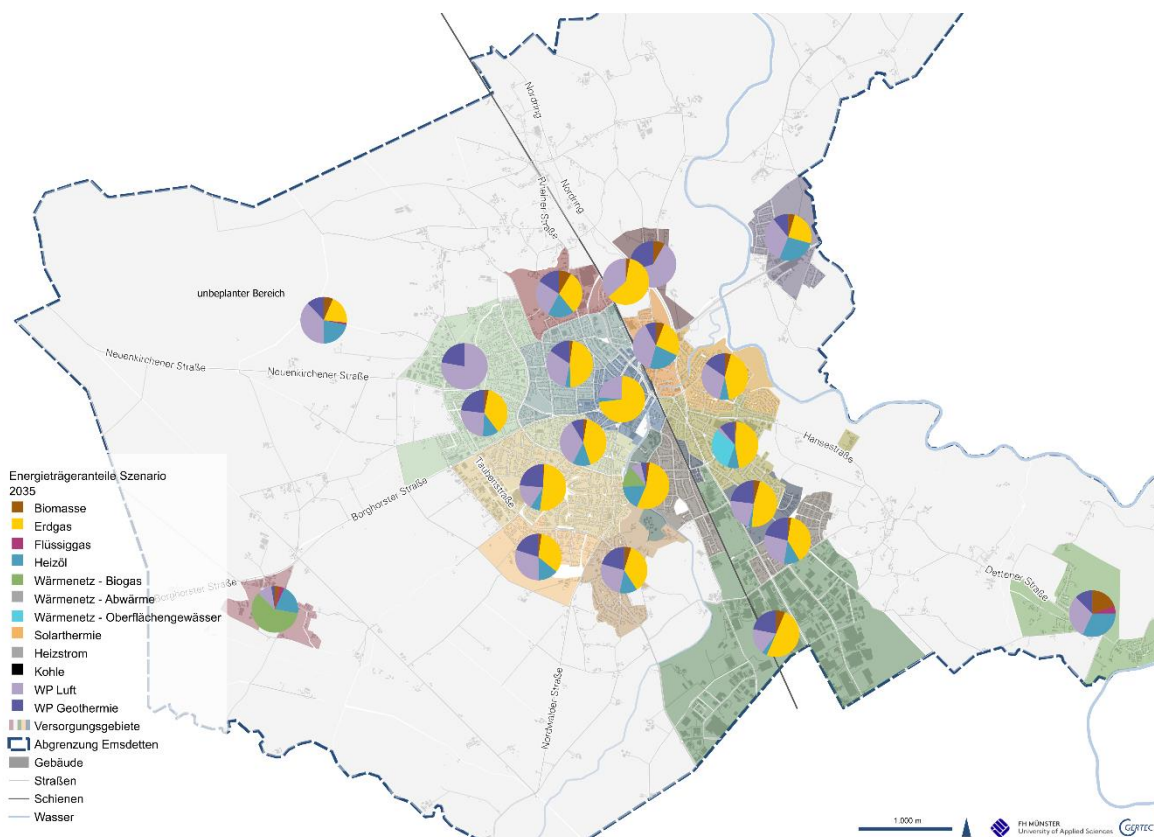 Nordring
Rheiner Straße
Nordring
unbeplanter Bereich
Neuenkirchener Straße
Neuenkirchener Straße
Hansestraße
Taubenstraße
Borghorster Straße
Borghorster Straße
Dettener Straße
Nordwalder Straße
Energieträgeranteile Szenario
2035
Biomasse
Erdgas
Flüssiggas
Heizöl
Wärmenetz - Biogas
Wärmenetz - Abwärme
Wärmenetz - Oberflächengewässer
Solarthermie
Heizstrom
Kohle
WP Luft
WP Geothermie
Versorgungsgebiete
Abgrenzung Emsdetten
Gebäude
Straßen
Schienen
Wasser
1.000 m
FH MÜNSTER
University of Applied Sciences
GERTEC